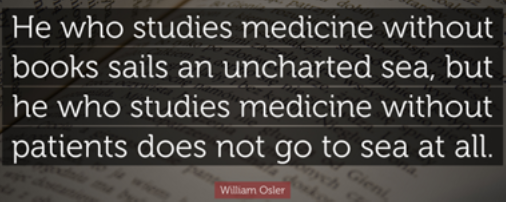 He who studies medicine without
books sails an uncharted sea, but
he who studies medicine without
patients does not go to sea at all.
William Osler